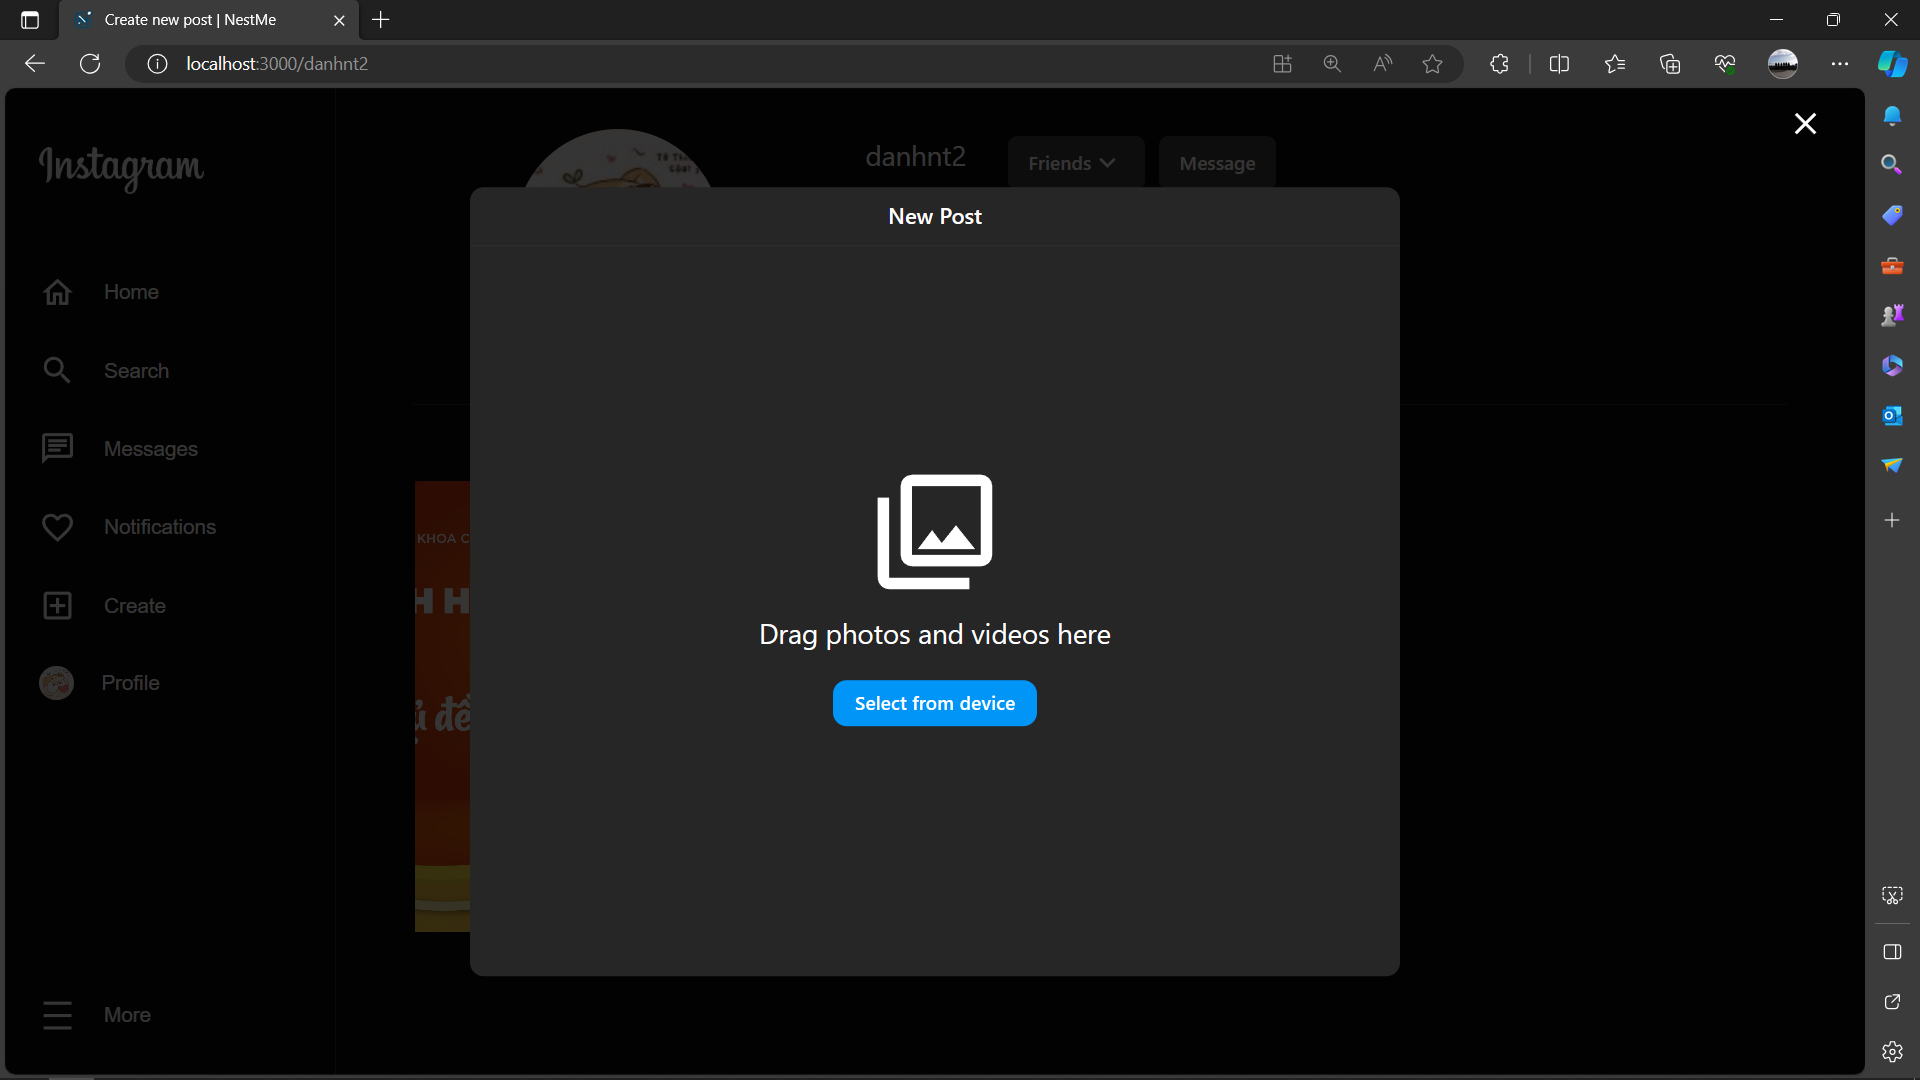 Create new post | NestMe
localhost:3000/danhnt2
Instagram
danhnt2
Friends
Message
New Post
Home
Search
Messages
KHOA C
Notifications
H H
Create
Drag photos and videos here
Profile
Select from device
đề
More